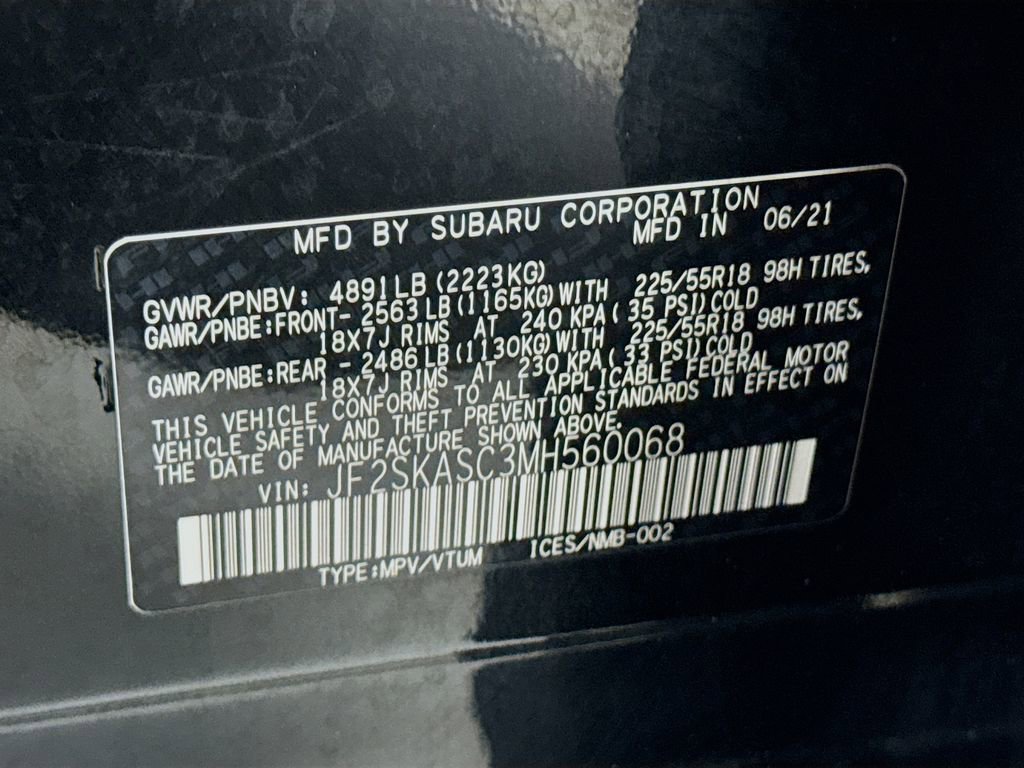 MFD BY SUBARU CORPORATION
MFD IN 06/21
GVWR/PNBV: 4891LB (2223KG)
GAWR/PNBE:FRONT- 2563LB(1165KG)WITH 225/55R18 98H TIRES,
18X7J RIMS AT 240 KPA( 35 PSI)COLD
GAWR/PNBE:REAR - 2486LB(1130KG)WITH 225/55R18 98H TIRES,
18X7J RIMS AT 230 KPA( 33 PSI)COLD
THIS VEHICLE CONFORMS TO ALL APPLICABLE FEDERAL MOTOR
VEHICLE SAFETY AND THEFT PREVENTION STANDARDS IN EFFECT ON
THE DATE OF MANUFACTURE SHOWN ABOVE.
VIN: JF2SKASC3MH560068
TYPE:MPV/VTUM ICES/NMB-002